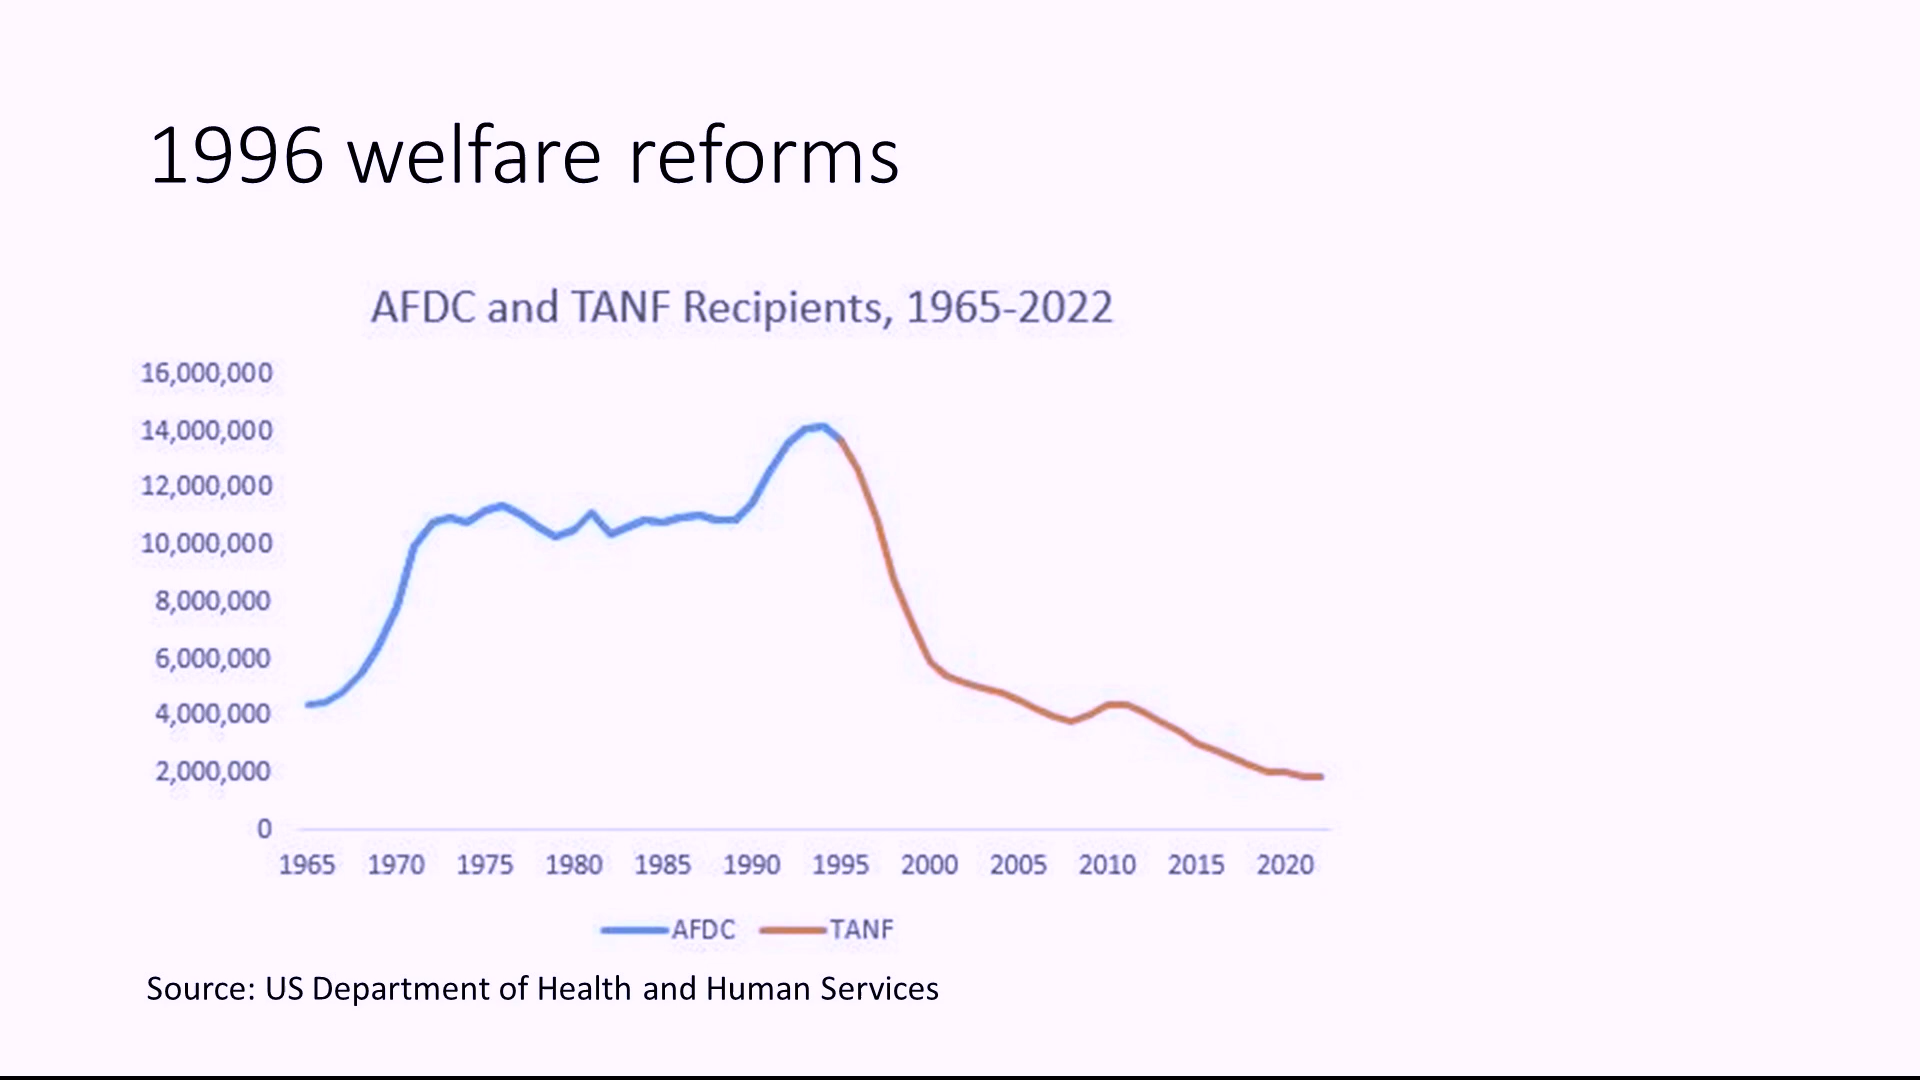 1996 welfare reforms
AFDC and TANF Recipients, 1965-2022
16,000,000
14,000,000
12,000,000
10,000,000
8,000,000
6,000,000
4,000,000
2,000,000
0
1965 1970 1975 1980 1985 1990 1995 2000 2005 2010 2015 2020
AFDC TANF
Source: US Department of Health and Human Services